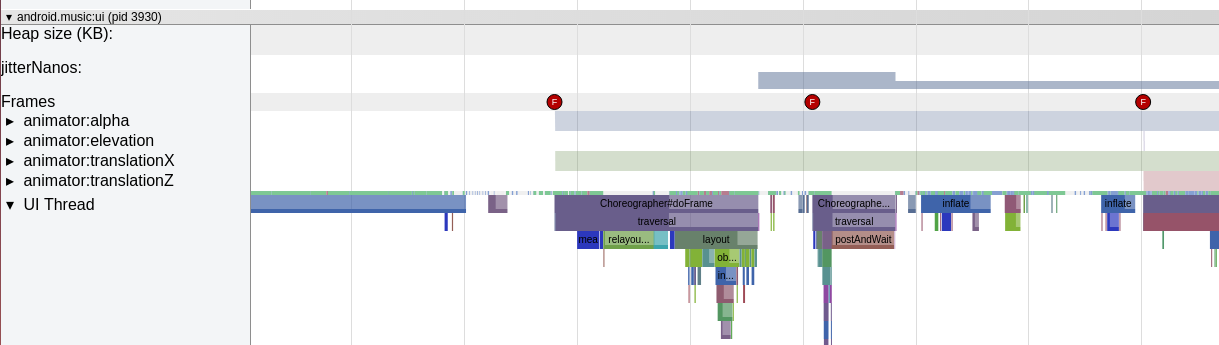 ▾ android.music:ui (pid 3930)
Heap size (KB):
jitterNanos:
Frames F F F
▸ animator:alpha
▸ animator:elevation
▸ animator:translationX
▸ animator:translationZ
▾ UI Thread Choreographer#doFrame Choreographe... inflate inflate
traversal traversal
mea relayou... layout postAndWait
ob...
in...